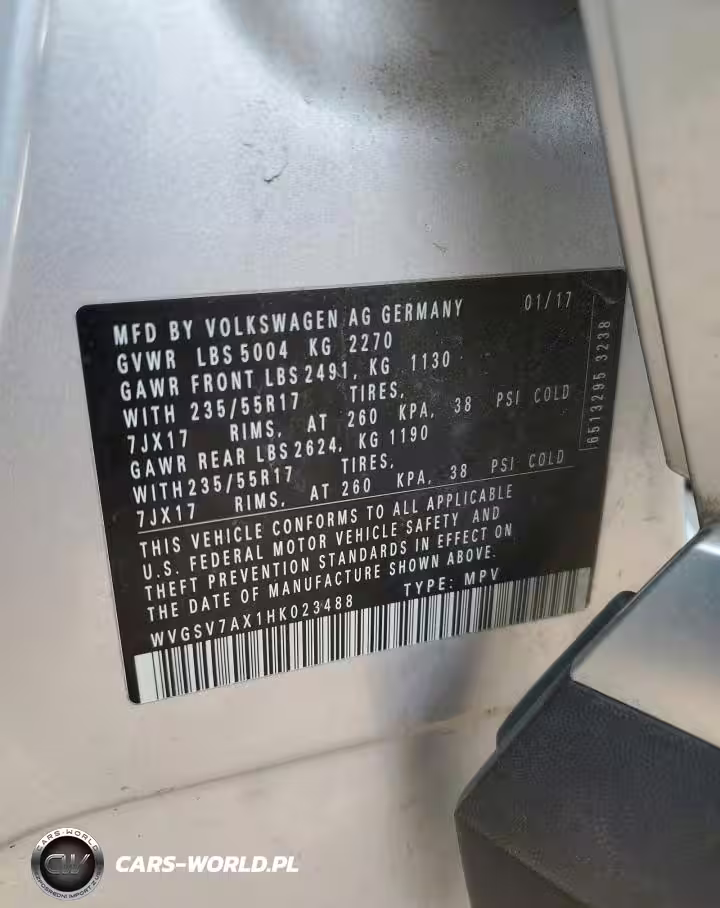 MFD BY VOLKSWAGEN AG GERMANY 01/17
GVWR LBS 5004 KG 2270
GAWR FRONT LBS 2491, KG 1130
WITH 235/55R17 TIRES,
7JX17 RIMS, AT 260 KPA, 38 PSI COLD
GAWR REAR LBS 2624, KG 1190
WITH 235/55R17 TIRES,
7JX17 RIMS, AT 260 KPA, 38 PSI COLD
6513295 3238
THIS VEHICLE CONFORMS TO ALL APPLICABLE
U.S. FEDERAL MOTOR VEHICLE SAFETY AND
THEFT PREVENTION STANDARDS IN EFFECT ON
THE DATE OF MANUFACTURE SHOWN ABOVE.
WVGSV7AX1HK023488 TYPE: MPV
CARS-WORLD
CW
CARS-WORLD.PL